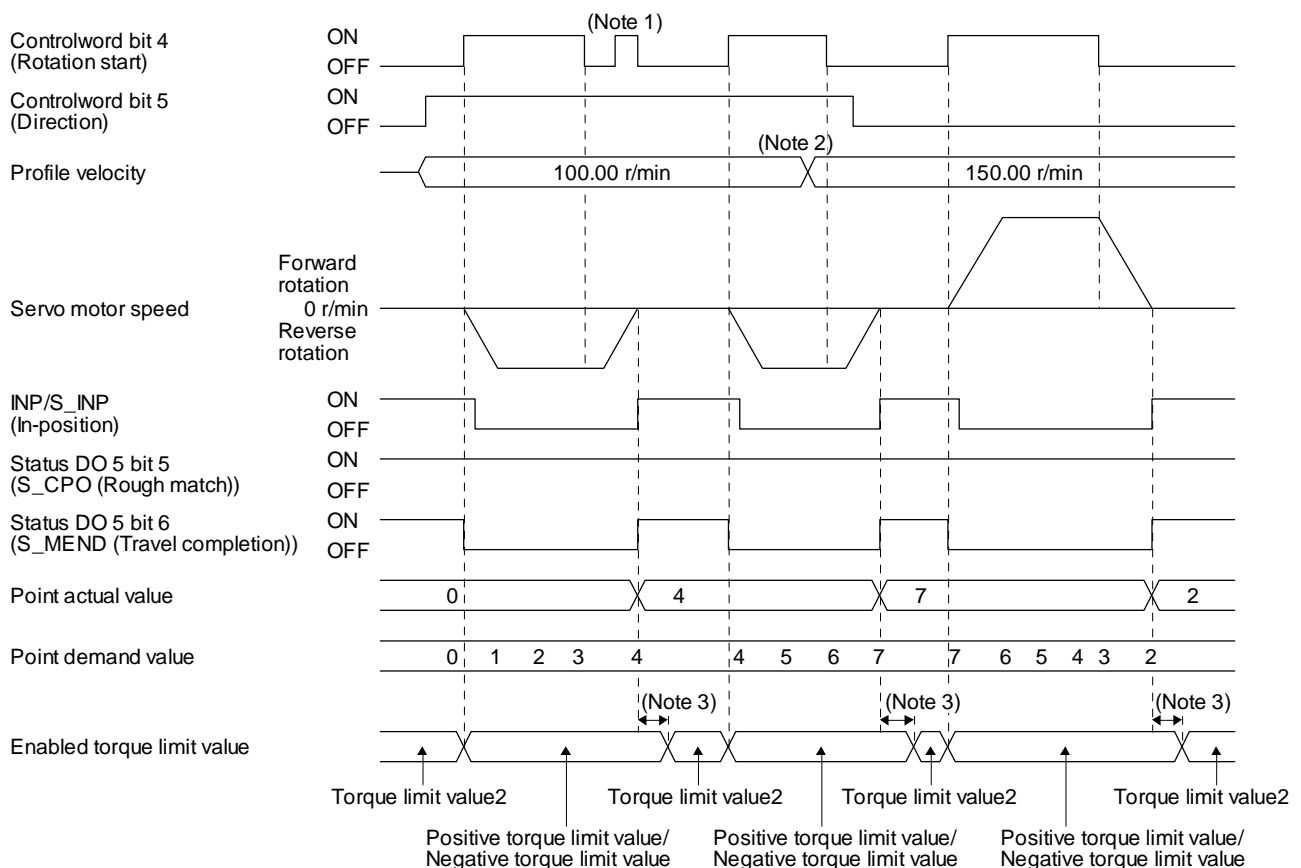 (Note 1)
Controlword bit 4
(Rotation start)
ON
OFF
Controlword bit 5
(Direction)
ON
OFF
(Note 2)
Profile velocity
100.00 r/min
150.00 r/min
Servo motor speed
Forward
rotation
0 r/min
Reverse
rotation
INP/S_INP
(In-position)
ON
OFF
Status DO 5 bit 5
(S_CPO (Rough match))
ON
OFF
Status DO 5 bit 6
(S_MEND (Travel completion))
ON
OFF
Point actual value
0 4 7 2
Point demand value
0 1 2 3 4 4 5 6 7 7 6 5 4 3 2
(Note 3) (Note 3) (Note 3)
Enabled torque limit value
Torque limit value2 Torque limit value2 Torque limit value2 Torque limit value2
Positive torque limit value/ Positive torque limit value/ Positive torque limit value/
Negative torque limit value Negative torque limit value Negative torque limit value